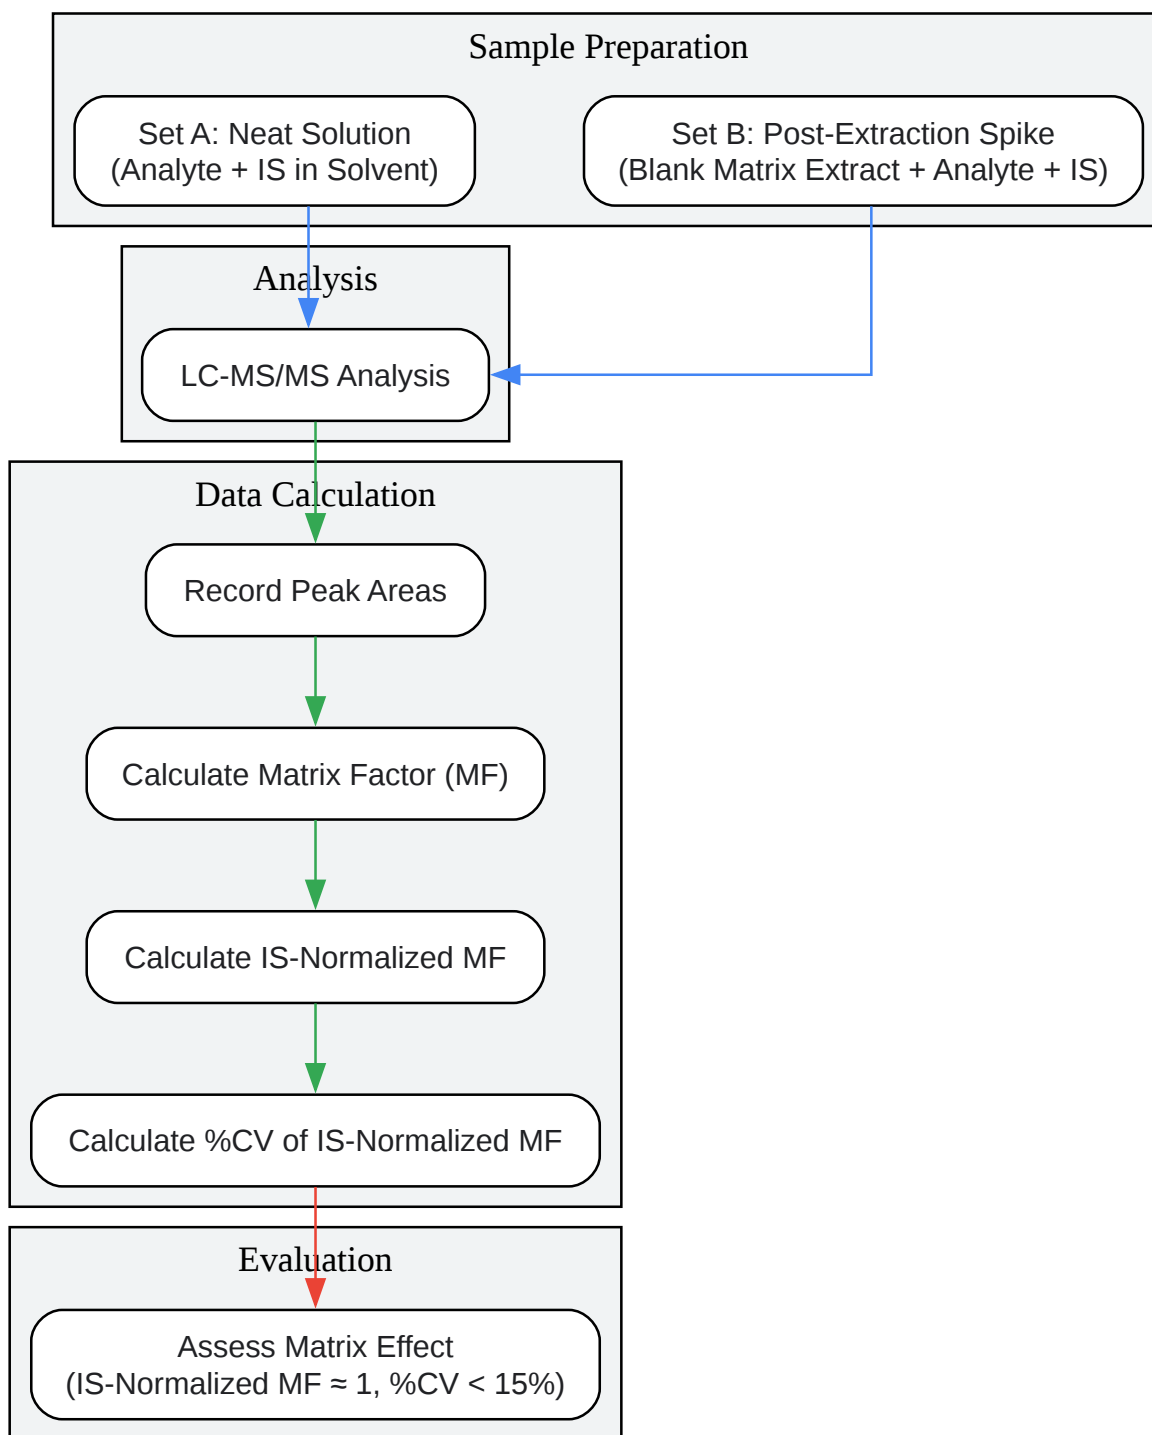 Sample Preparation
Set A: Neat Solution
(Analyte + IS in Solvent)
Set B: Post-Extraction Spike
(Blank Matrix Extract + Analyte + IS)
Analysis
LC-MS/MS Analysis
Data Calculation
Record Peak Areas
Calculate Matrix Factor (MF)
Calculate IS-Normalized MF
Calculate %CV of IS-Normalized MF
Evaluation
Assess Matrix Effect
(IS-Normalized MF ≈ 1, %CV < 15%)